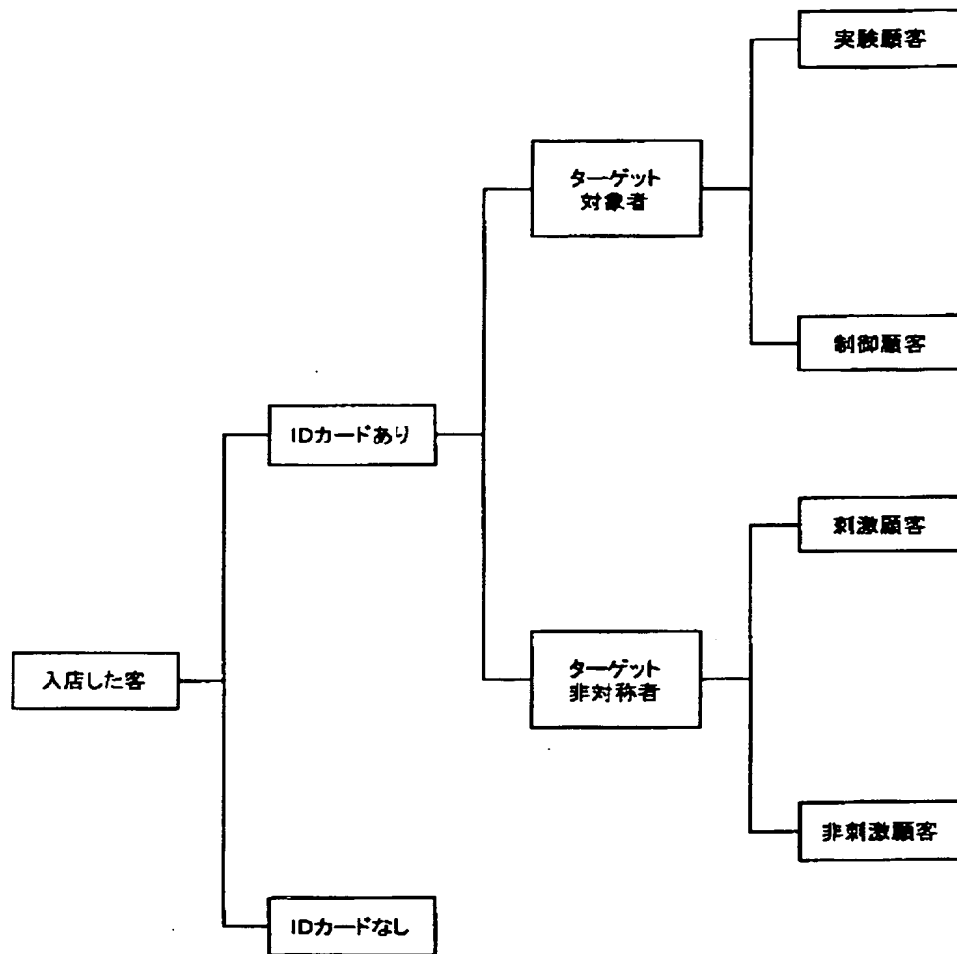 実験顧客
ターゲット
対象者
制御顧客
IDカードあり
刺激顧客
入店した客
ターゲット
非対称者
非刺激顧客
IDカードなし